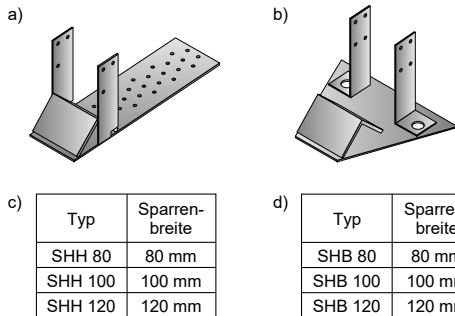 a)
b)
c)
Typ Sparren-
breite
SHH 80 80 mm
SHH 100 100 mm
SHH 120 120 mm
d)
Typ
SHB 80
SHB 100
SHB 120